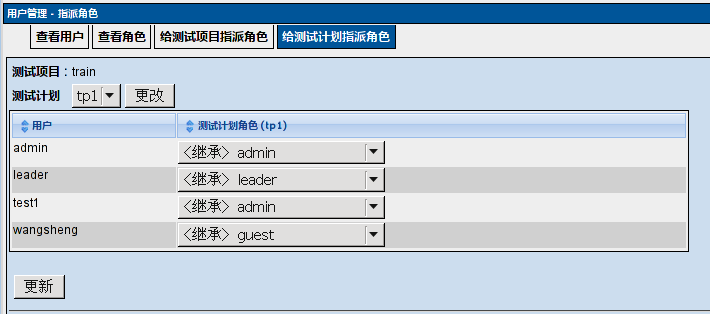 用户管理 - 指派角色
查看用户 查看角色 给测试项目指派角色 给测试计划指派角色
测试项目 : train
测试计划 tp1 更改
用户 测试计划角色 (tp1)
admin <继承> admin
leader <继承> leader
test1 <继承> admin
wangsheng <继承> guest
更新